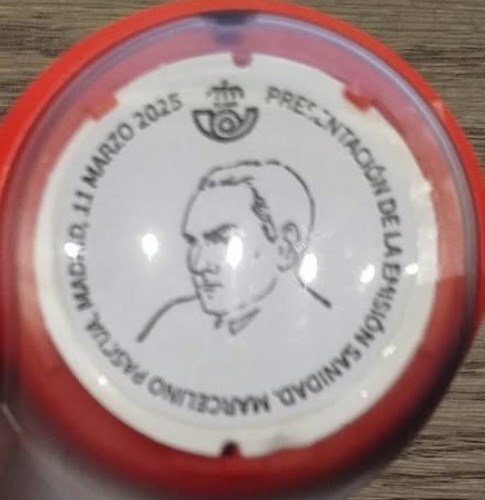 PRESENTACIÓN DE LA EMISIÓN SANIDAD. MARCELINO PASCUA. MADRID, 11 MARZO 2025